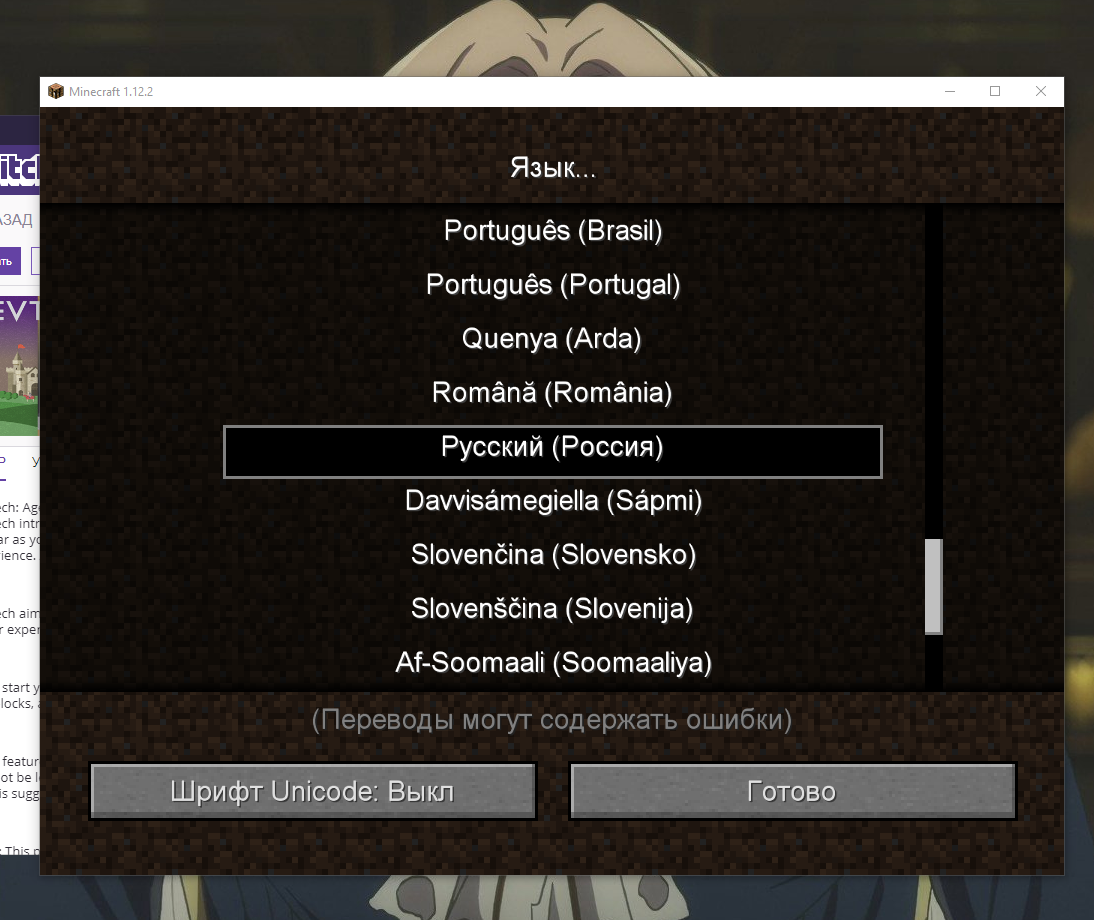 Minecraft 1.12.2
Язык...
Português (Brasil)
Português (Portugal)
Quenya (Arda)
Română (România)
Русский (Россия)
Davvisámegiella (Sápmi)
Slovenčina (Slovensko)
Slovenščina (Slovenija)
Af-Soomaali (Soomaaliya)
(Переводы могут содержать ошибки)
Шрифт Unicode: Выкл
Готово